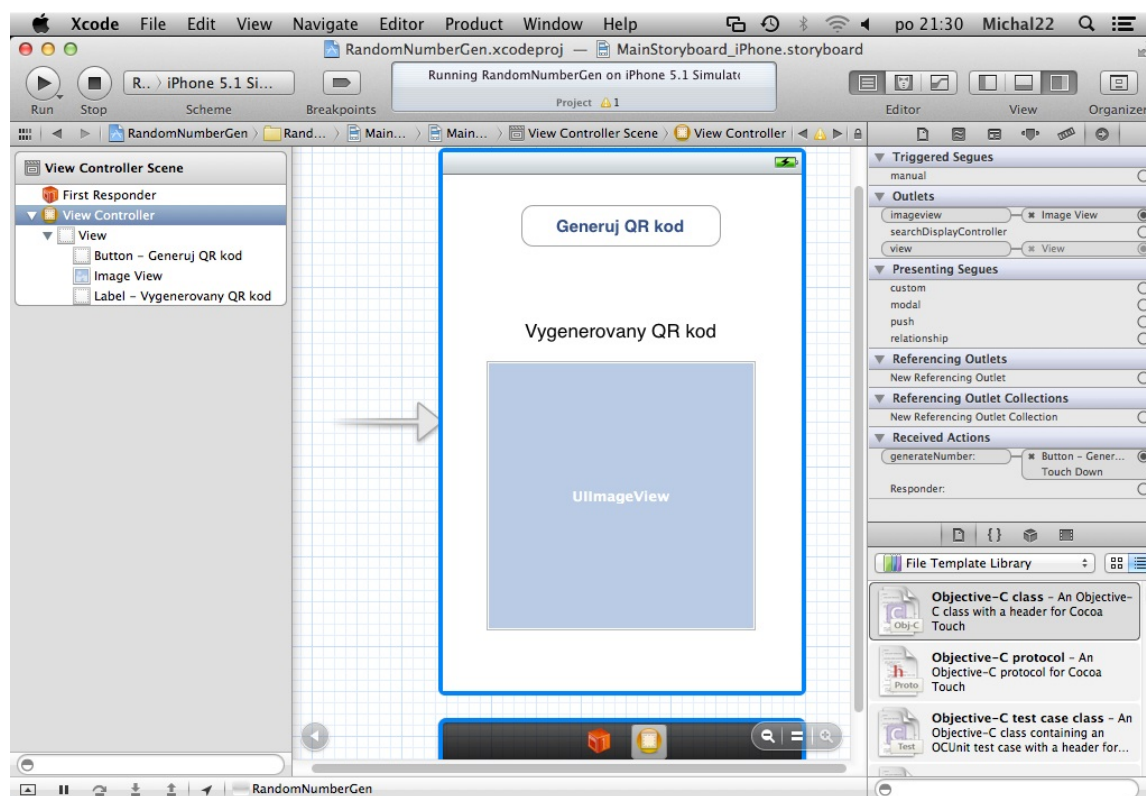 Xcode File Edit View Navigate Editor Product Window Help po 21:30 Michal22
RandomNumberGen.xcodeproj — MainStoryboard_iPhone.storyboard
R.. › iPhone 5.1 Si...
Running RandomNumberGen on iPhone 5.1 Simulato
Project 1
Run Stop Scheme Breakpoints Editor View Organizer
RandomNumberGen › Rand... › Main... › Main... › View Controller Scene › View Controller
View Controller Scene
First Responder
View Controller
View
Button – Generuj QR kod
Image View
Label – Vygenerovany QR kod
Generuj QR kod
Vygenerovany QR kod
UIImageView
Triggered Segues
manual
Outlets
imageview Image View
searchDisplayController
view View
Presenting Segues
custom
modal
push
relationship
Referencing Outlets
New Referencing Outlet
Referencing Outlet Collections
New Referencing Outlet Collection
Received Actions
generateNumber: Button – Gener...
Touch Down
Responder:
{}
File Template Library
Objective-C class – An Objective-
C class with a header for Cocoa
Touch
Obj-C
Objective-C protocol – An
Objective-C protocol for Cocoa
Touch
h
Proto
Objective-C test case class – An
Objective-C class containing an
OCUnit test case with a header for...
C
Test
RandomNumberGen